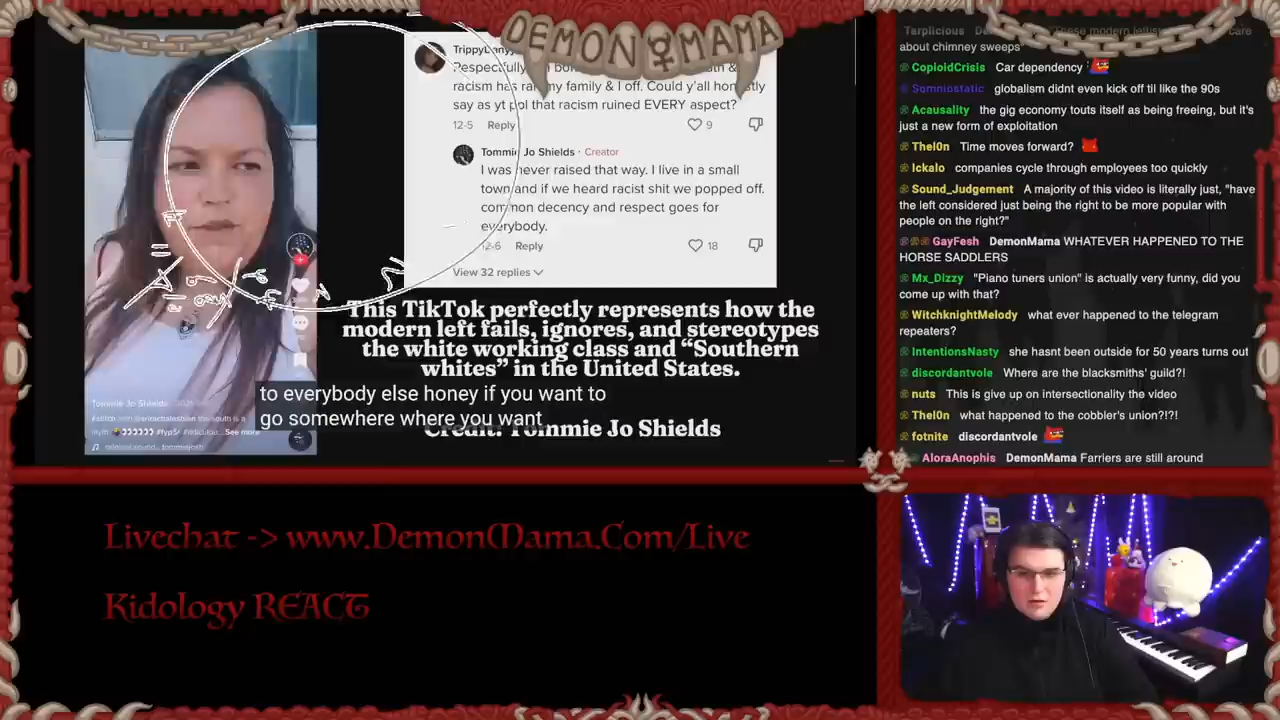 DEMON MAMA
TrippyDanny
Respectfully
racism has ran my family & I off. Could y'all honestly
say as yt ppl that racism ruined EVERY aspect?
12-5 Reply 9
Tommie Jo Shields · Creator
I was never raised that way. I live in a small
town and if we heard racist shit we popped off.
common decency and respect goes for
everybody.
12-6 Reply 18
View 32 replies
This TikTok perfectly represents how the
modern left fails, ignores, and stereotypes
the white working class and “Southern
whites” in the United States.
Credit: Tommie Jo Shields
to everybody else honey if you want to
go somewhere where you want
Tommie Jo Shields
See more
Livechat -> www.DemonMama.Com/Live
Kidology REACT
Tarplicious
about chimney sweeps
CopioldCrisis Car dependency
Somniostatic globalism didnt even kick off til like the 90s
Acausality the gig economy touts itself as being freeing, but it's
just a new form of exploitation
Thel0n Time moves forward?
Ickalo companies cycle through employees too quickly
Sound_Judgement A majority of this video is literally just, "have
the left considered just being the right to be more popular with
people on the right?"
GayFesh DemonMama WHATEVER HAPPENED TO THE
HORSE SADDLERS
Mx_Dizzy "Piano tuners union" is actually very funny, did you
come up with that?
WitchknightMelody what ever happened to the telegram
repeaters?
IntentionsNasty she hasnt been outside for 50 years turns out
discordantvole Where are the blacksmiths' guild?!
nuts This is give up on intersectionality the video
Thel0n what happened to the cobbler's union?!?!
fotnite discordantvole
AloraAnophis DemonMama Farriers are still around